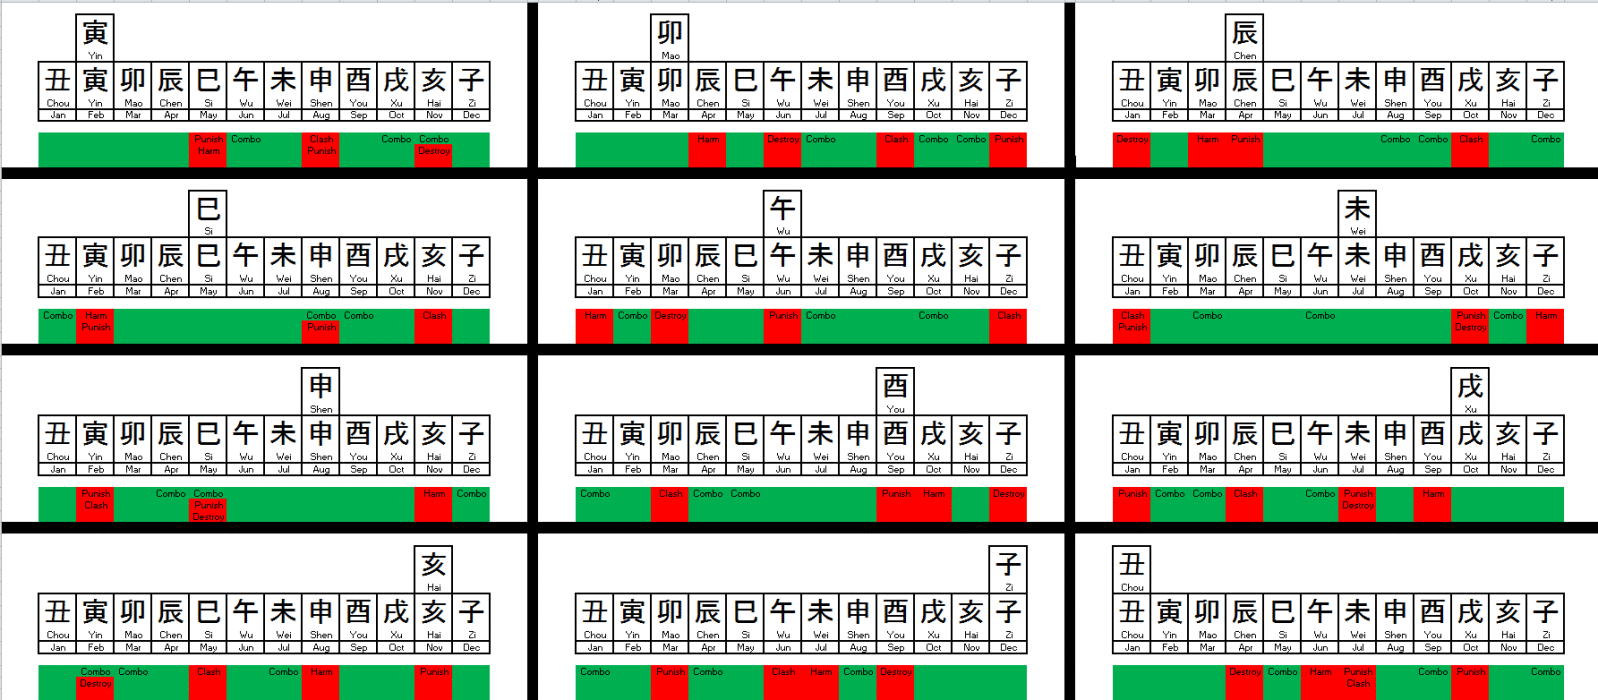 寅
Yin
丑 寅 卯 辰 巳 午 未 申 酉 戌 亥 子
Chou Yin Mao Chen Si Wu Wei Shen You Xu Hai Zi
Jan Feb Mar Apr May Jun Jul Aug Sep Oct Nov Dec
Punish Combo Clash Combo Combo
Harm Punish Destroy
卯
Mao
丑 寅 卯 辰 巳 午 未 申 酉 戌 亥 子
Chou Yin Mao Chen Si Wu Wei Shen You Xu Hai Zi
Jan Feb Mar Apr May Jun Jul Aug Sep Oct Nov Dec
Harm Destroy Combo Clash Combo Combo Punish
辰
Chen
丑 寅 卯 辰 巳 午 未 申 酉 戌 亥 子
Chou Yin Mao Chen Si Wu Wei Shen You Xu Hai Zi
Jan Feb Mar Apr May Jun Jul Aug Sep Oct Nov Dec
Destroy Harm Punish Combo Combo Clash Combo
巳
Si
丑 寅 卯 辰 巳 午 未 申 酉 戌 亥 子
Chou Yin Mao Chen Si Wu Wei Shen You Xu Hai Zi
Jan Feb Mar Apr May Jun Jul Aug Sep Oct Nov Dec
Combo Harm Combo Combo Clash
Punish Punish
午
Wu
丑 寅 卯 辰 巳 午 未 申 酉 戌 亥 子
Chou Yin Mao Chen Si Wu Wei Shen You Xu Hai Zi
Jan Feb Mar Apr May Jun Jul Aug Sep Oct Nov Dec
Harm Combo Destroy Punish Combo Combo Clash
未
Wei
丑 寅 卯 辰 巳 午 未 申 酉 戌 亥 子
Chou Yin Mao Chen Si Wu Wei Shen You Xu Hai Zi
Jan Feb Mar Apr May Jun Jul Aug Sep Oct Nov Dec
Clash Combo Combo Punish Combo Harm
Punish Destroy
申
Shen
丑 寅 卯 辰 巳 午 未 申 酉 戌 亥 子
Chou Yin Mao Chen Si Wu Wei Shen You Xu Hai Zi
Jan Feb Mar Apr May Jun Jul Aug Sep Oct Nov Dec
Punish Combo Combo Harm Combo
Clash Punish
Destroy
酉
You
丑 寅 卯 辰 巳 午 未 申 酉 戌 亥 子
Chou Yin Mao Chen Si Wu Wei Shen You Xu Hai Zi
Jan Feb Mar Apr May Jun Jul Aug Sep Oct Nov Dec
Combo Clash Combo Combo Punish Harm Destroy
戌
Xu
丑 寅 卯 辰 巳 午 未 申 酉 戌 亥 子
Chou Yin Mao Chen Si Wu Wei Shen You Xu Hai Zi
Jan Feb Mar Apr May Jun Jul Aug Sep Oct Nov Dec
Punish Combo Combo Clash Combo Punish Harm
Destroy
亥
Hai
丑 寅 卯 辰 巳 午 未 申 酉 戌 亥 子
Chou Yin Mao Chen Si Wu Wei Shen You Xu Hai Zi
Jan Feb Mar Apr May Jun Jul Aug Sep Oct Nov Dec
Combo Combo Clash Combo Harm Punish
Destroy
子
Zi
丑 寅 卯 辰 巳 午 未 申 酉 戌 亥 子
Chou Yin Mao Chen Si Wu Wei Shen You Xu Hai Zi
Jan Feb Mar Apr May Jun Jul Aug Sep Oct Nov Dec
Combo Punish Combo Clash Harm Combo Destroy
丑
Chou
丑 寅 卯 辰 巳 午 未 申 酉 戌 亥 子
Chou Yin Mao Chen Si Wu Wei Shen You Xu Hai Zi
Jan Feb Mar Apr May Jun Jul Aug Sep Oct Nov Dec
Destroy Combo Harm Punish Combo Punish Combo
Clash